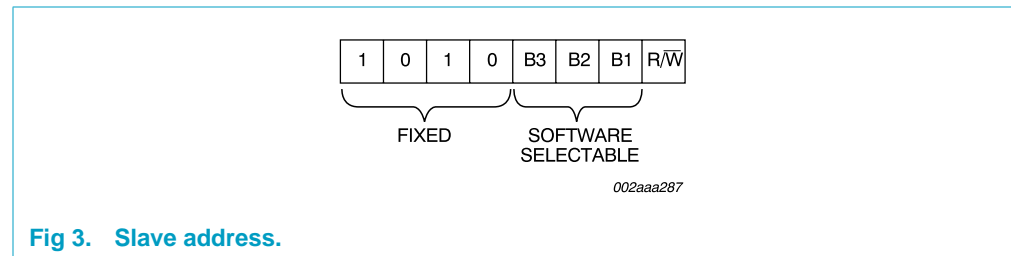 1 0 1 0 B3 B2 B1 R/W̅
FIXED SOFTWARE
SELECTABLE
002aaa287
Fig 3. Slave address.